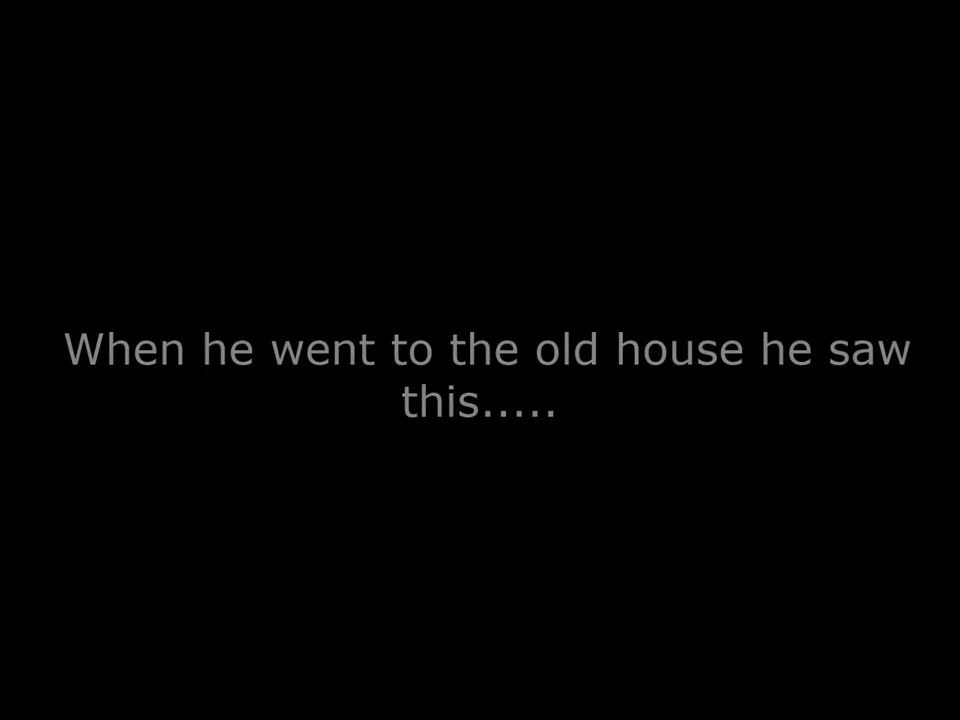 When he went to the old house he saw
this.....